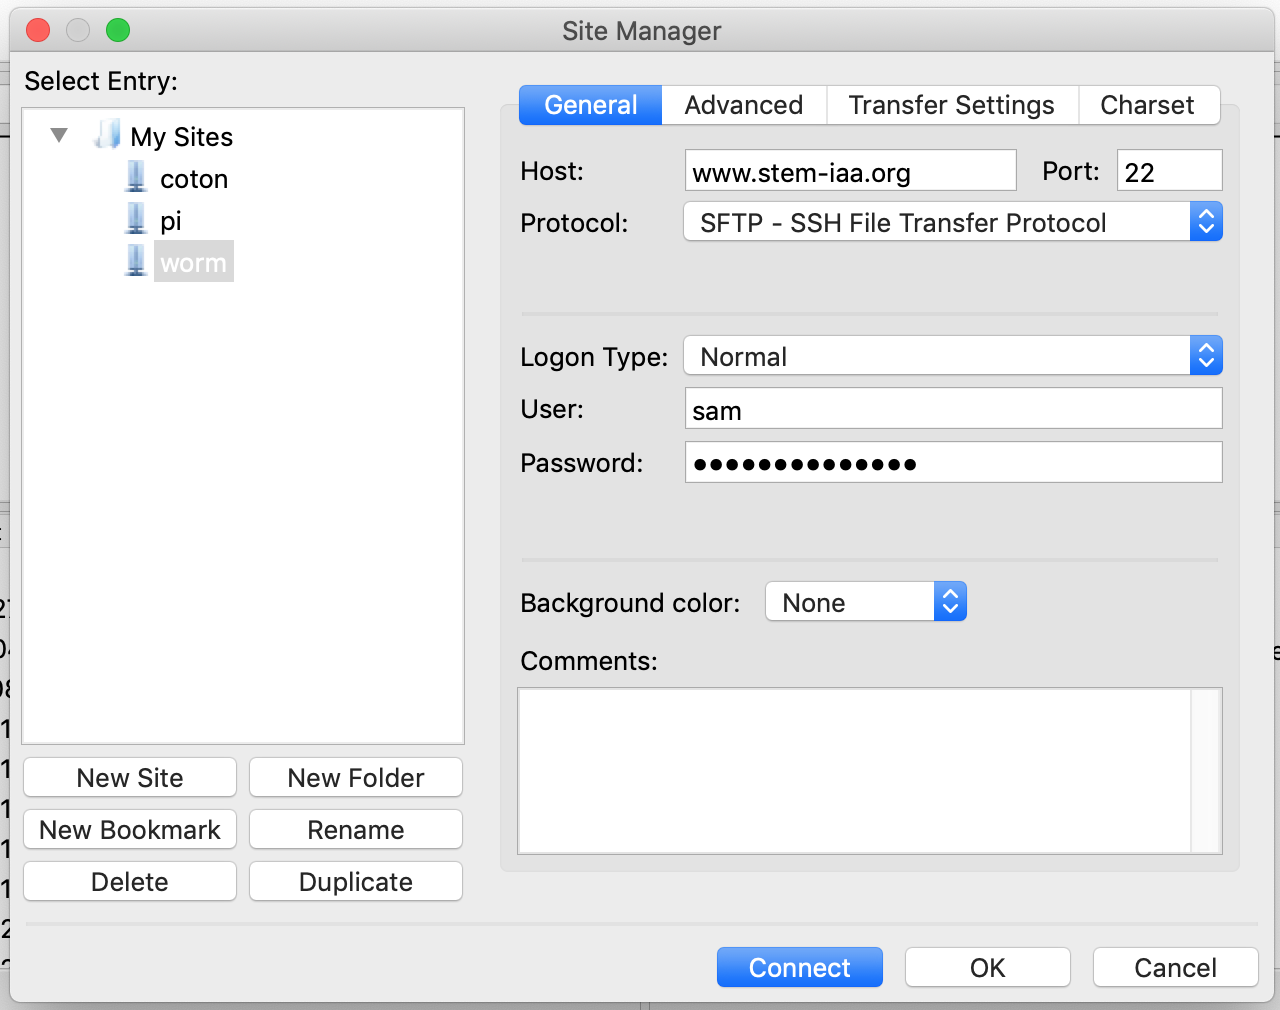 Site Manager
Select Entry:
My Sites
coton
pi
worm
New Site
New Folder
New Bookmark
Rename
Delete
Duplicate
General
Advanced
Transfer Settings
Charset
Host:
www.stem-iaa.org
Port:
22
Protocol:
SFTP - SSH File Transfer Protocol
Logon Type:
Normal
User:
sam
Password:
●●●●●●●●●●●●●●
Background color:
None
Comments:
Connect
OK
Cancel